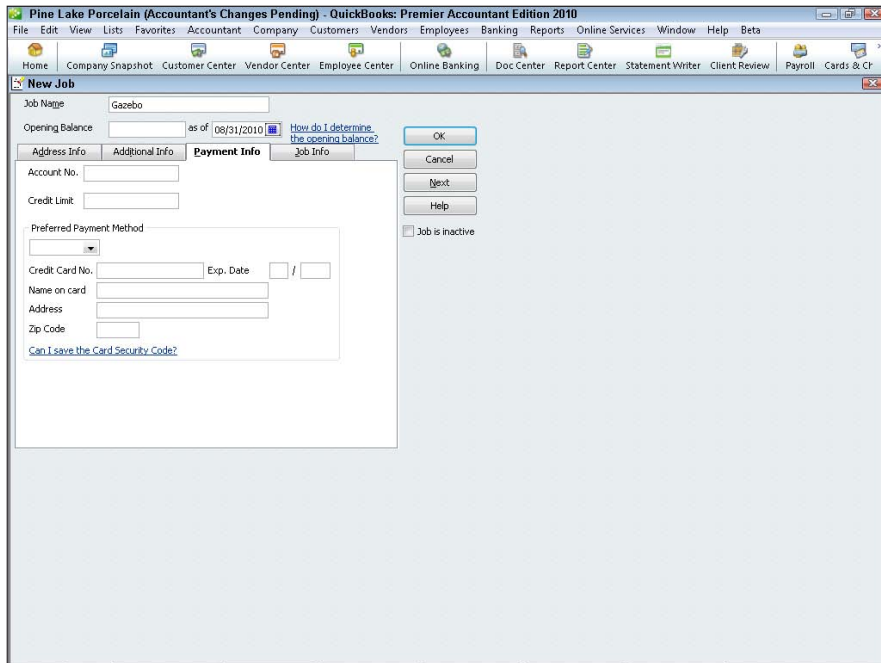 Pine Lake Porcelain (Accountant's Changes Pending) - QuickBooks: Premier Accountant Edition 2010
File Edit View Lists Favorites Accountant Company Customers Vendors Employees Banking Reports Online Services Window Help Beta
Home Company Snapshot Customer Center Vendor Center Employee Center Online Banking Doc Center Report Center Statement Writer Client Review Payroll Cards & Ch
New Job
Job Name Gazebo
Opening Balance as of 08/31/2010 How do I determine
the opening balance?
OK
Address Info Additional Info Payment Info Job Info
Cancel
Account No.
Next
Credit Limit
Help
Preferred Payment Method
Job is inactive
Credit Card No. Exp. Date /
Name on card
Address
Zip Code
Can I save the Card Security Code?